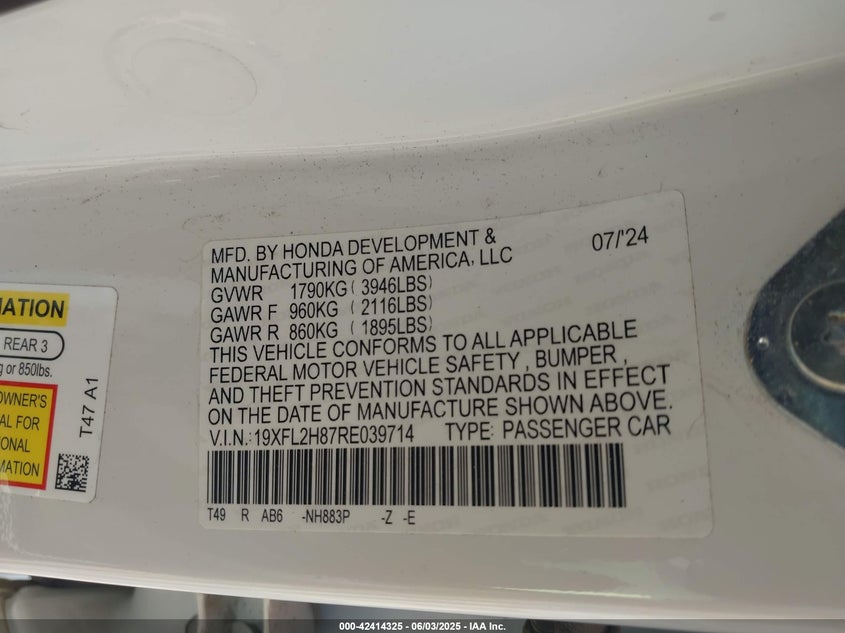 MATION
REAR 3
g or 850lbs.
OWNER'S
AL FOR
ONAL
MATION
T47 A1
MFD. BY HONDA DEVELOPMENT &
MANUFACTURING OF AMERICA, LLC 07/'24
GVWR 1790KG ( 3946LBS)
GAWR F 960KG ( 2116LBS)
GAWR R 860KG ( 1895LBS)
THIS VEHICLE CONFORMS TO ALL APPLICABLE
FEDERAL MOTOR VEHICLE SAFETY , BUMPER ,
AND THEFT PREVENTION STANDARDS IN EFFECT
ON THE DATE OF MANUFACTURE SHOWN ABOVE.
V.I.N.:19XFL2H87RE039714 TYPE: PASSENGER CAR
T49 R AB6 -NH883P -Z -E
000-42414325 | 06/03/2025 | IAA Inc.